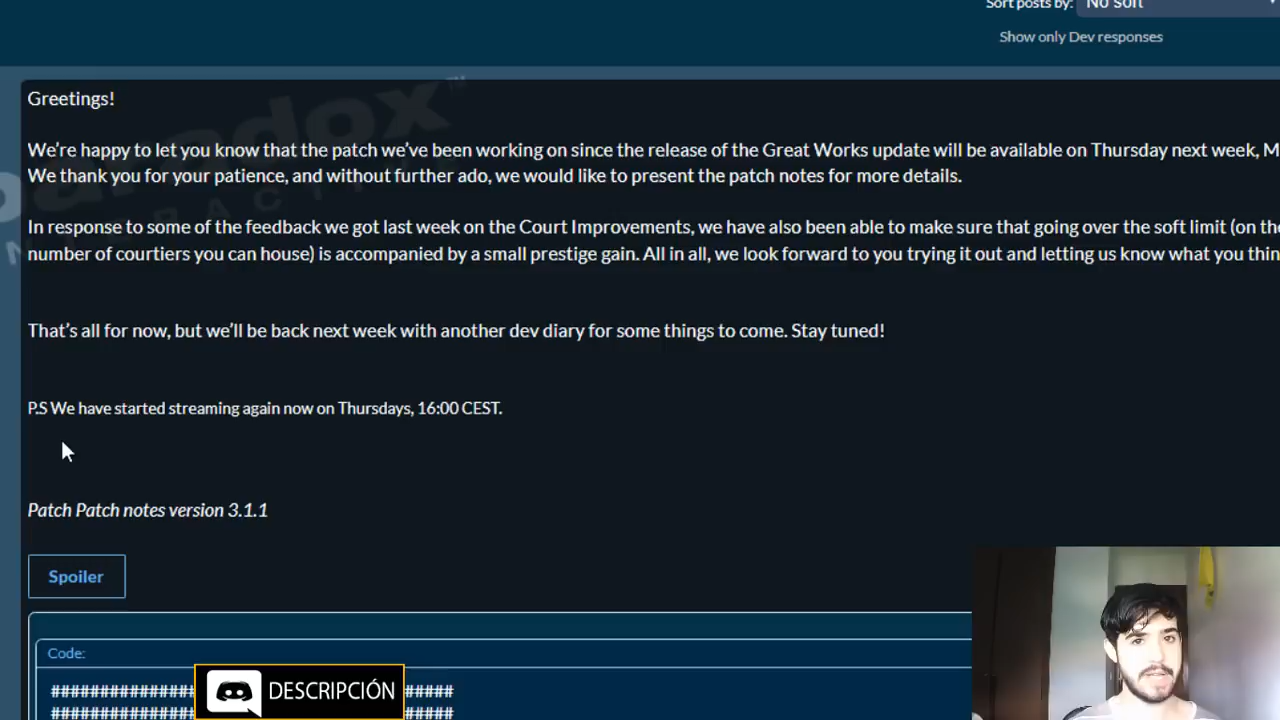 Sort posts by: No sort
Show only Dev responses
paradox™
INTERACTIVE
Greetings!
We're happy to let you know that the patch we've been working on since the release of the Great Works update will be available on Thursday next week, M
We thank you for your patience, and without further ado, we would like to present the patch notes for more details.
In response to some of the feedback we got last week on the Court Improvements, we have also been able to make sure that going over the soft limit (on the
number of courtiers you can house) is accompanied by a small prestige gain. All in all, we look forward to you trying it out and letting us know what you thin
That's all for now, but we'll be back next week with another dev diary for some things to come. Stay tuned!
P.S We have started streaming again now on Thursdays, 16:00 CEST.
Patch Patch notes version 3.1.1
Spoiler
Code:
############### #####
DESCRIPCIÓN
############### #####